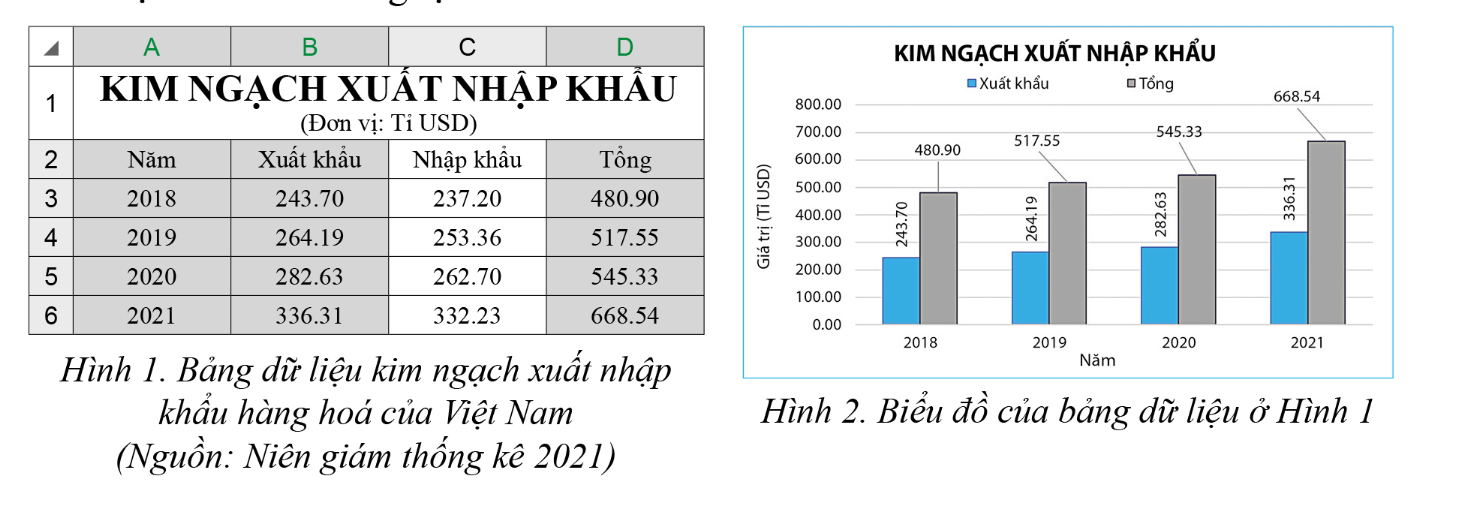 A B C D
1 KIM NGẠCH XUẤT NHẬP KHẨU
(Đơn vị: Tỉ USD)
2 Năm Xuất khẩu Nhập khẩu Tổng
3 2018 243.70 237.20 480.90
4 2019 264.19 253.36 517.55
5 2020 282.63 262.70 545.33
6 2021 336.31 332.23 668.54
Hình 1. Bảng dữ liệu kim ngạch xuất nhập
khẩu hàng hoá của Việt Nam
(Nguồn: Niên giám thống kê 2021)
KIM NGẠCH XUẤT NHẬP KHẨU
Xuất khẩu Tổng
Giá trị (Tỉ USD)
800.00
700.00
600.00
500.00
400.00
300.00
200.00
100.00
0.00
243.70 480.90
264.19 517.55
282.63 545.33
336.31 668.54
2018 2019 2020 2021
Năm
Hình 2. Biểu đồ của bảng dữ liệu ở Hình 1